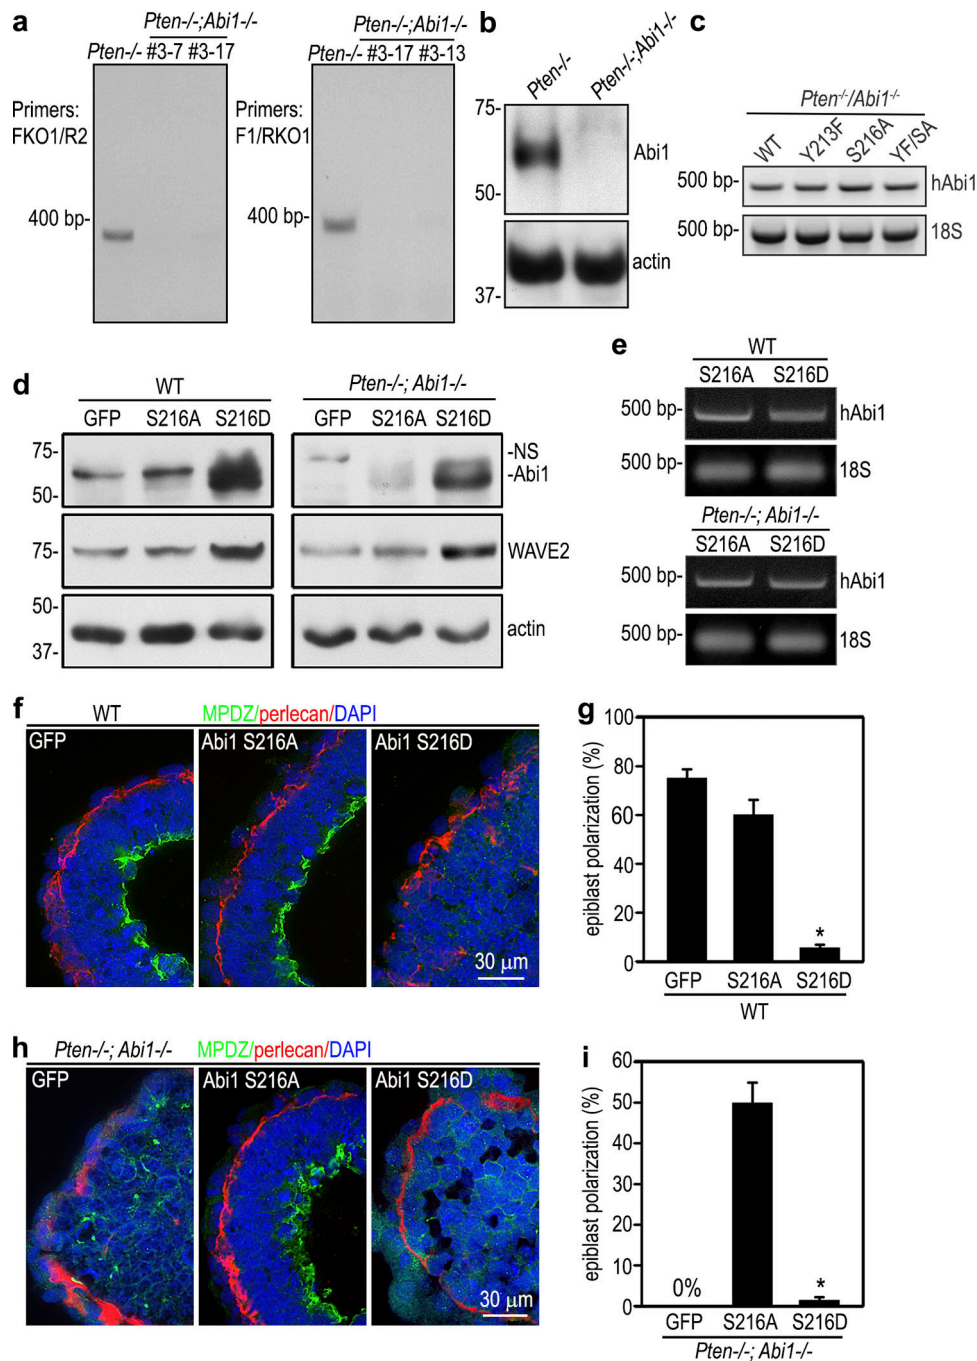 a
Pten-/-;Abi1-/-
Pten-/- #3-7 #3-17
Primers:
FKO1/R2
400 bp-
Pten-/-;Abi1-/-
Pten-/- #3-17 #3-13
Primers:
F1/RKO1
400 bp-
b
Pten-/-
Pten-/-;Abi1-/-
75-
Abi1
50-
actin
37-
c
Pten-/-/Abi1-/-
WT Y213F S216A YF/SA
500 bp- hAbi1
500 bp- 18S
d
WT
GFP S216A S216D
Pten-/-; Abi1-/-
GFP S216A S216D
75-
50-
-NS
-Abi1
75-
WAVE2
50-
37-
actin
e
WT
S216A S216D
500 bp- hAbi1
500 bp- 18S
Pten-/-; Abi1-/-
S216A S216D
500 bp- hAbi1
500 bp- 18S
f
WT MPDZ/perlecan/DAPI
GFP Abi1 S216A Abi1 S216D
30 μm
g
epiblast polarization (%)
100
80
60
40
20
0
*
GFP S216A S216D
WT
h
Pten-/-; Abi1-/- MPDZ/perlecan/DAPI
GFP Abi1 S216A Abi1 S216D
30 μm
i
epiblast polarization (%)
60
50
40
30
20
10
0
0%
*
GFP S216A S216D
Pten-/-; Abi1-/-